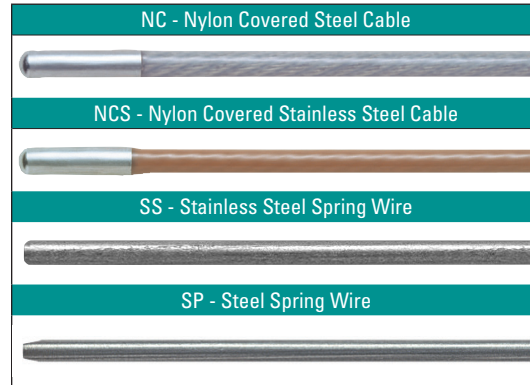 NC - Nylon Covered Steel Cable
NCS - Nylon Covered Stainless Steel Cable
SS - Stainless Steel Spring Wire
SP - Steel Spring Wire